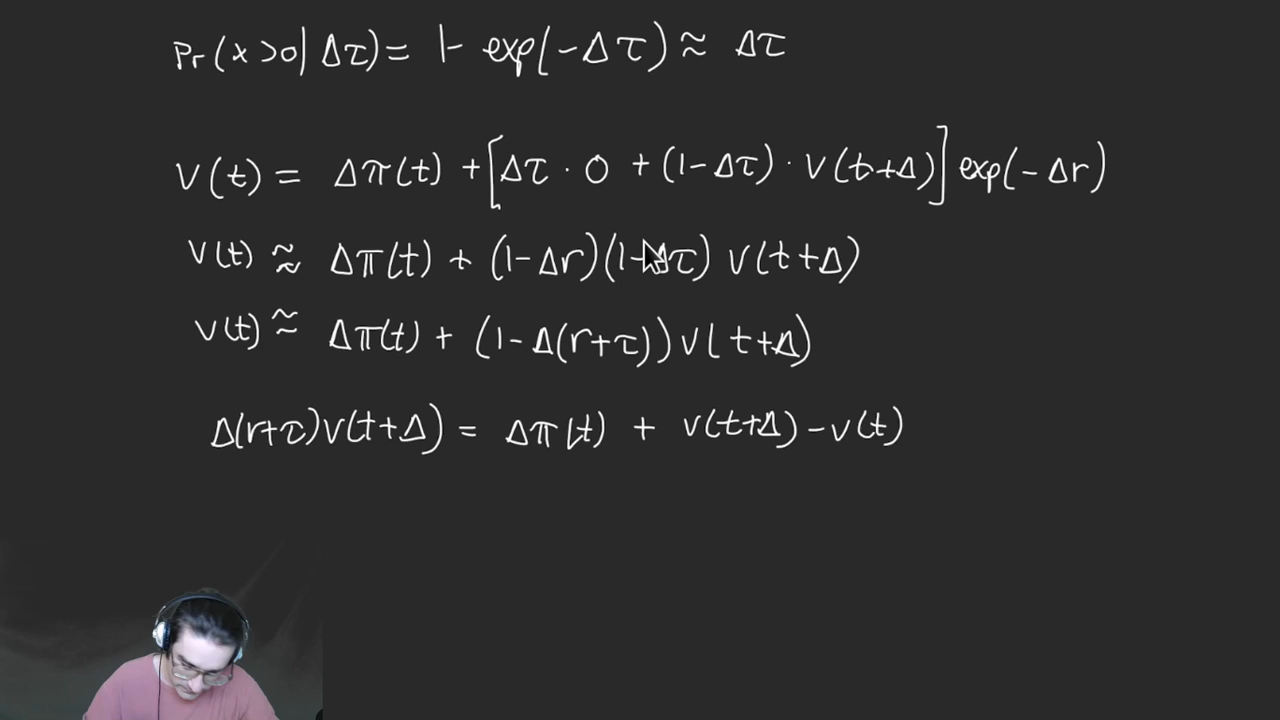 Pr(x>0|Δτ) = 1- exp(-Δτ) ≈ Δτ
V(t) = Δπ(t) + [Δτ · 0 + (1-Δτ) · V(t+Δ)] exp(-Δr)
V(t) ≈ Δπ(t) + (1-Δr)(1-Δτ) V(t+Δ)
V(t) ≈ Δπ(t) + (1-Δ(r+τ)) V(t+Δ)
Δ(r+τ)V(t+Δ) = Δπ(t) + V(t+Δ) - V(t)